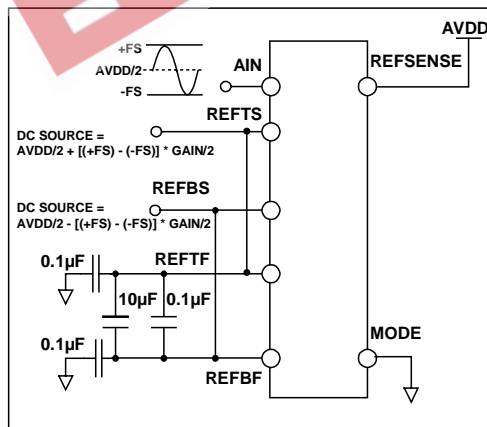 +FS
AVDD/2
-FS
AIN
AVDD
REFSENSE
REFTS
DC SOURCE =
AVDD/2 + [(+FS) - (-FS)] * GAIN/2
REFBS
DC SOURCE =
AVDD/2 - [(+FS) - (-FS)] * GAIN/2
0.1µF
REFTF
10µF
0.1µF
0.1µF
MODE
REFBF